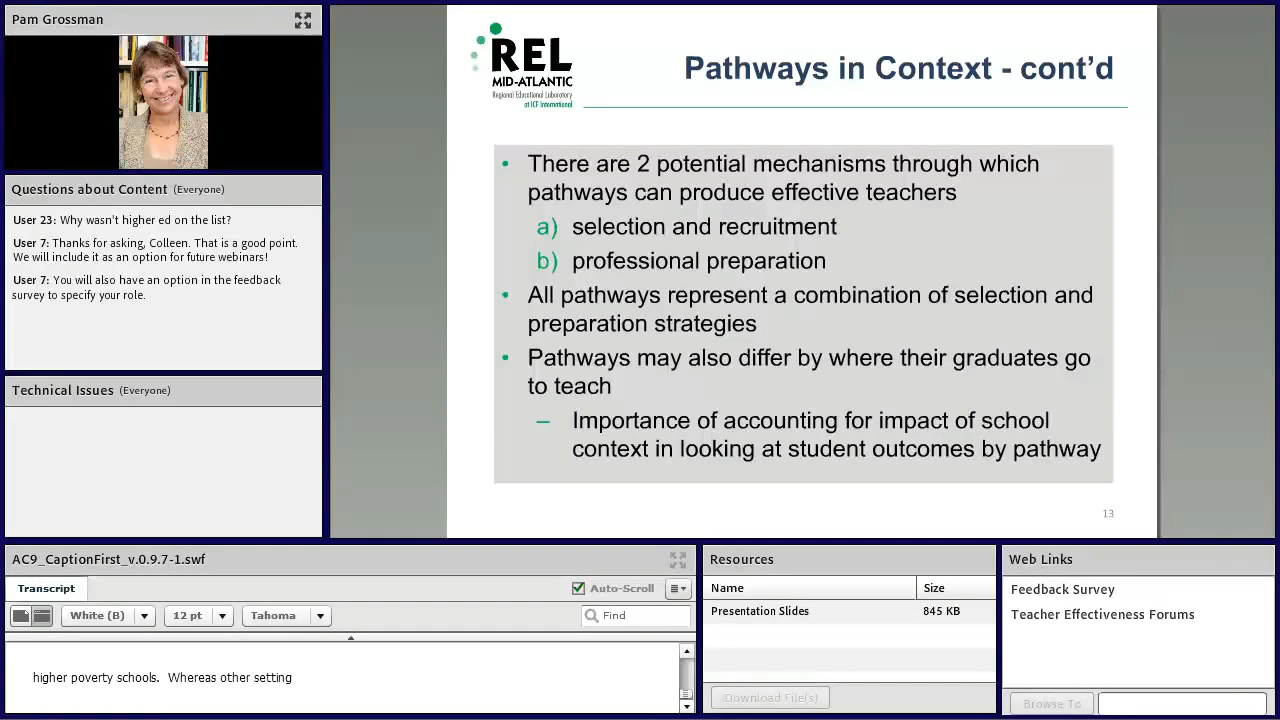 Pam Grossman
Questions about Content (Everyone)
User 23: Why wasn't higher ed on the list?
User 7: Thanks for asking, Colleen. That is a good point.
We will include it as an option for future webinars!
User 7: You will also have an option in the feedback
survey to specify your role.
Technical Issues (Everyone)
REL
MID-ATLANTIC
Regional Educational Laboratory
at ICF International
Pathways in Context - cont'd
• There are 2 potential mechanisms through which
pathways can produce effective teachers
a) selection and recruitment
b) professional preparation
• All pathways represent a combination of selection and
preparation strategies
• Pathways may also differ by where their graduates go
to teach
– Importance of accounting for impact of school
context in looking at student outcomes by pathway
13
AC9_CaptionFirst_v.0.9.7-1.swf
Transcript
Auto-Scroll
White (B)
12 pt
Tahoma
Find
higher poverty schools. Whereas other setting
Resources
Name Size
Presentation Slides 845 KB
Download File(s)
Web Links
Feedback Survey
Teacher Effectiveness Forums
Browse To